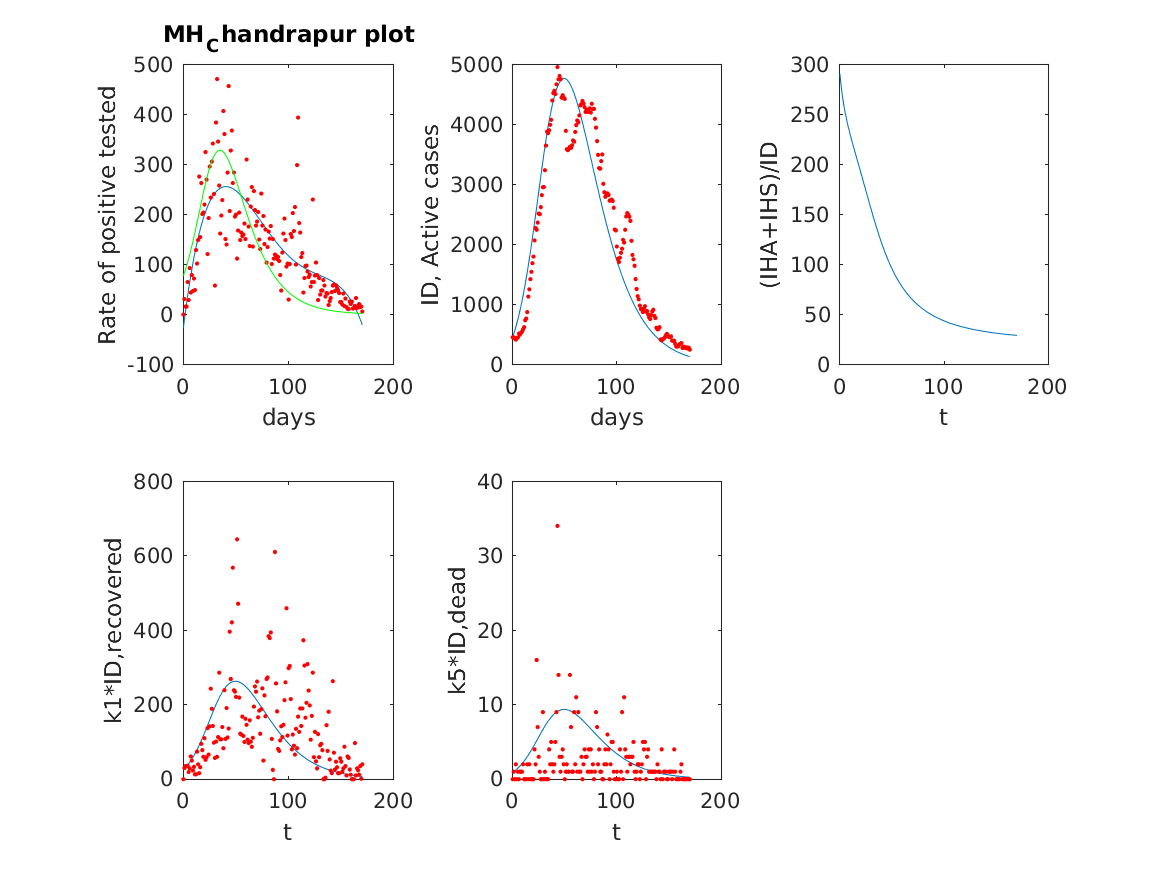 MHChandrapur plot
Rate of positive tested
500
400
300
200
100
0
-100
0 100 200
days
ID, Active cases
5000
4000
3000
2000
1000
0
0 100 200
days
(IHA+IHS)/ID
300
250
200
150
100
50
0
0 100 200
t
k1*ID,recovered
800
600
400
200
0
0 100 200
t
k5*ID,dead
40
30
20
10
0
0 100 200
t